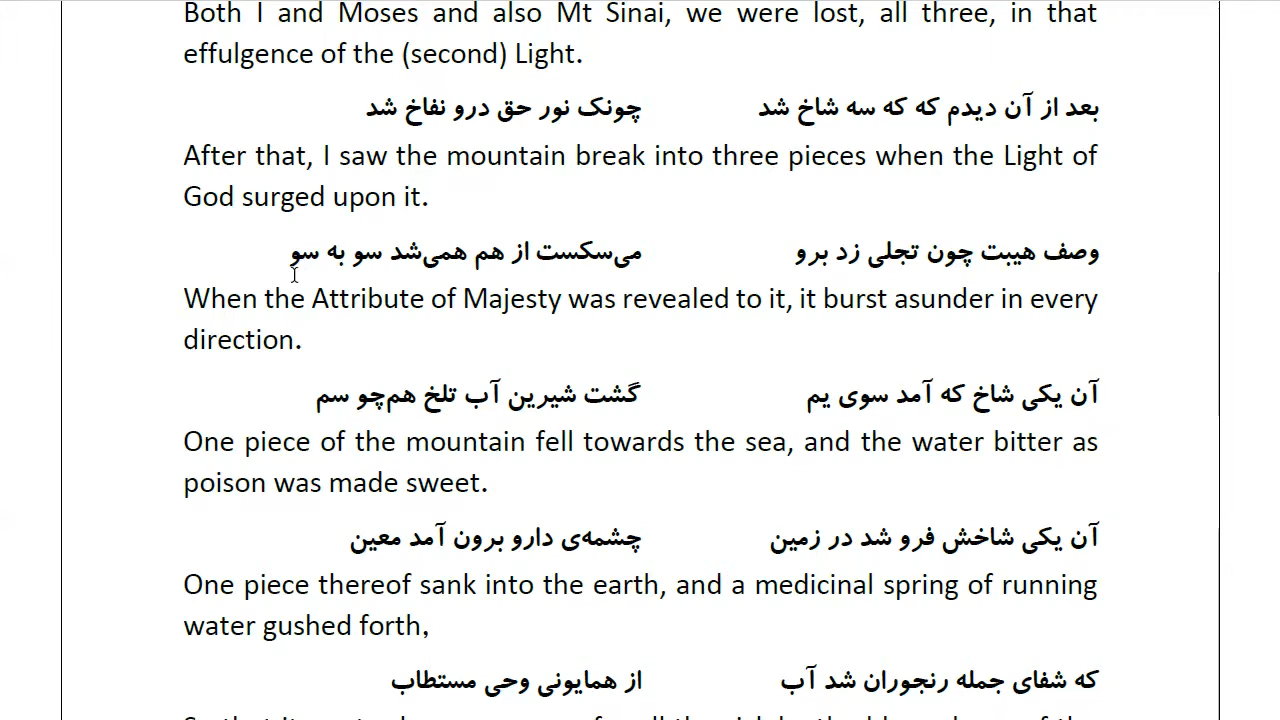 Both I and Moses and also Mt Sinai, we were lost, all three, in that
effulgence of the (second) Light.
بعد از آن دیدم که که سه شاخ شد چونک نور حق درو نفاخ شد
After that, I saw the mountain break into three pieces when the Light of
God surged upon it.
وصف هیبت چون تجلی زد برو می‌سکست از هم همی‌شد سو به سو
When the Attribute of Majesty was revealed to it, it burst asunder in every
direction.
آن یکی شاخ که آمد سوی یم گشت شیرین آب تلخ هم‌چو سم
One piece of the mountain fell towards the sea, and the water bitter as
poison was made sweet.
آن یکی شاخش فرو شد در زمین چشمه‌ی دارو برون آمد معین
One piece thereof sank into the earth, and a medicinal spring of running
water gushed forth,
که شفای جمله رنجوران شد آب از همایونی وحی مستطاب